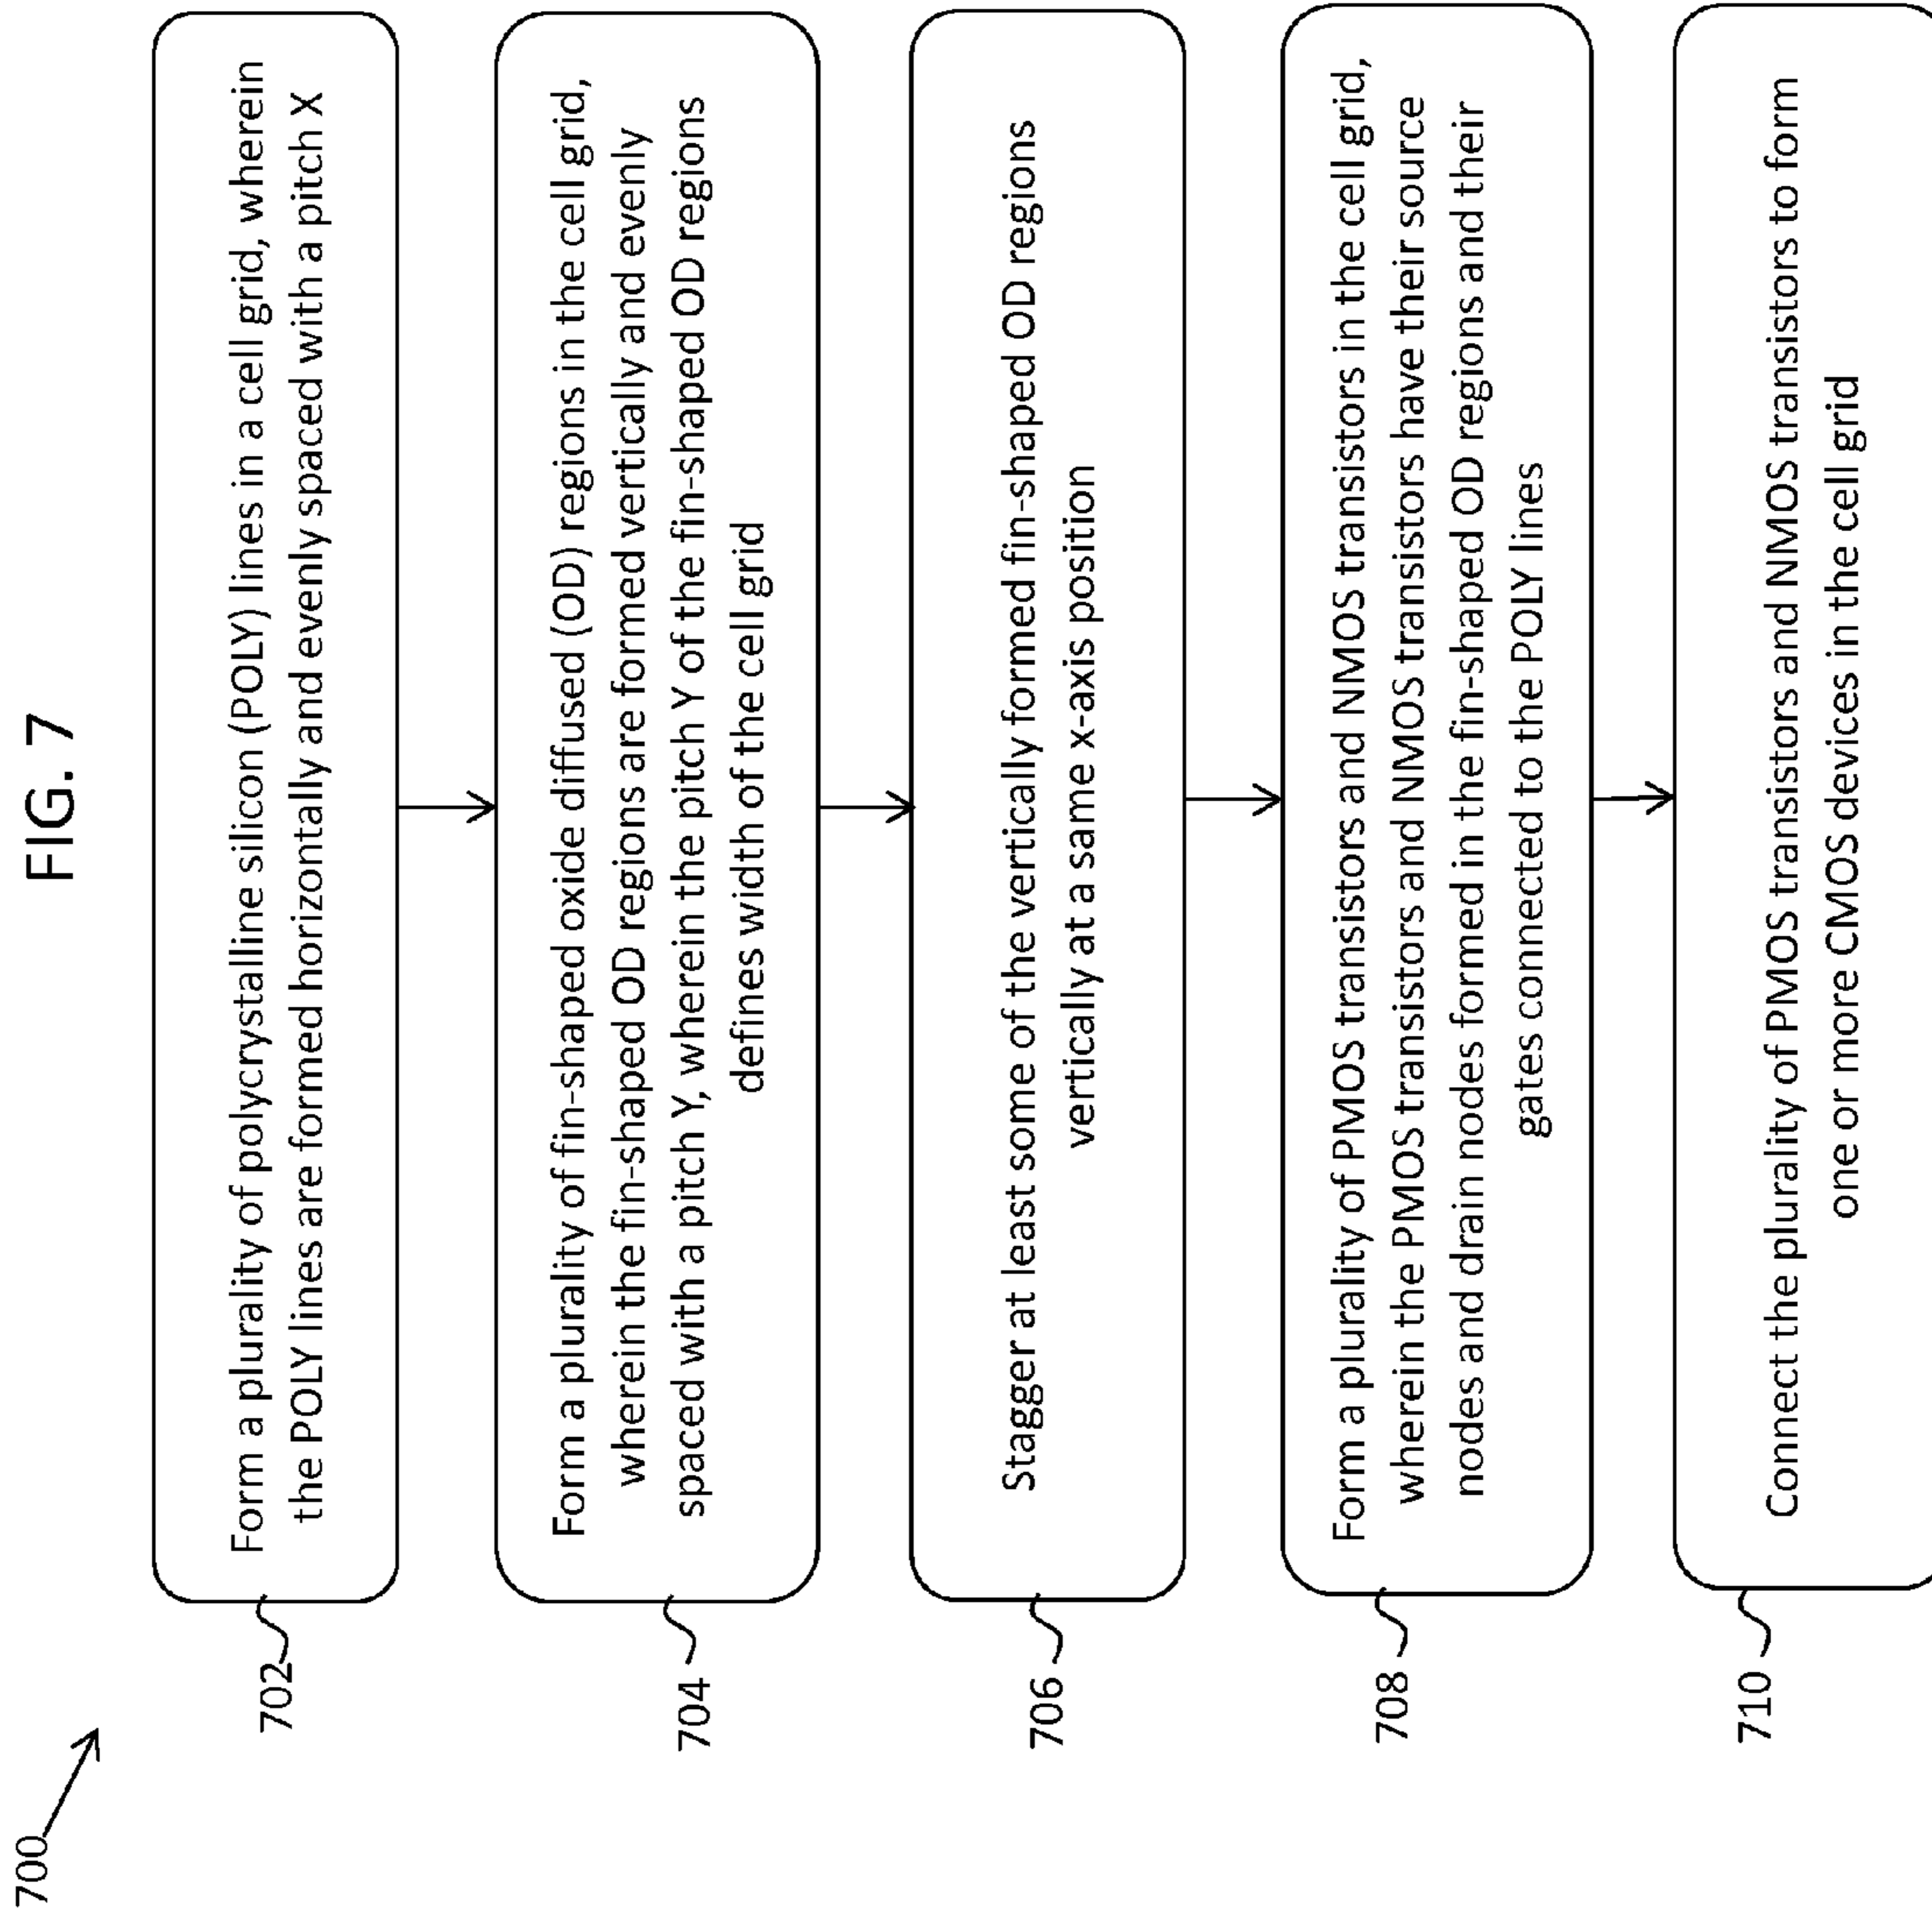 FIG. 7
700
702
Form a plurality of polycrystalline silicon (POLY) lines in a cell grid, wherein
the POLY lines are formed horizontally and evenly spaced with a pitch X
704
Form a plurality of fin-shaped oxide diffused (OD) regions in the cell grid,
wherein the fin-shaped OD regions are formed vertically and evenly
spaced with a pitch Y, wherein the pitch Y of the fin-shaped OD regions
defines width of the cell grid
706
Stagger at least some of the vertically formed fin-shaped OD regions
vertically at a same x-axis position
708
Form a plurality of PMOS transistors and NMOS transistors in the cell grid,
wherein the PMOS transistors and NMOS transistors have their source
nodes and drain nodes formed in the fin-shaped OD regions and their
gates connected to the POLY lines
710
Connect the plurality of PMOS transistors and NMOS transistors to form
one or more CMOS devices in the cell grid